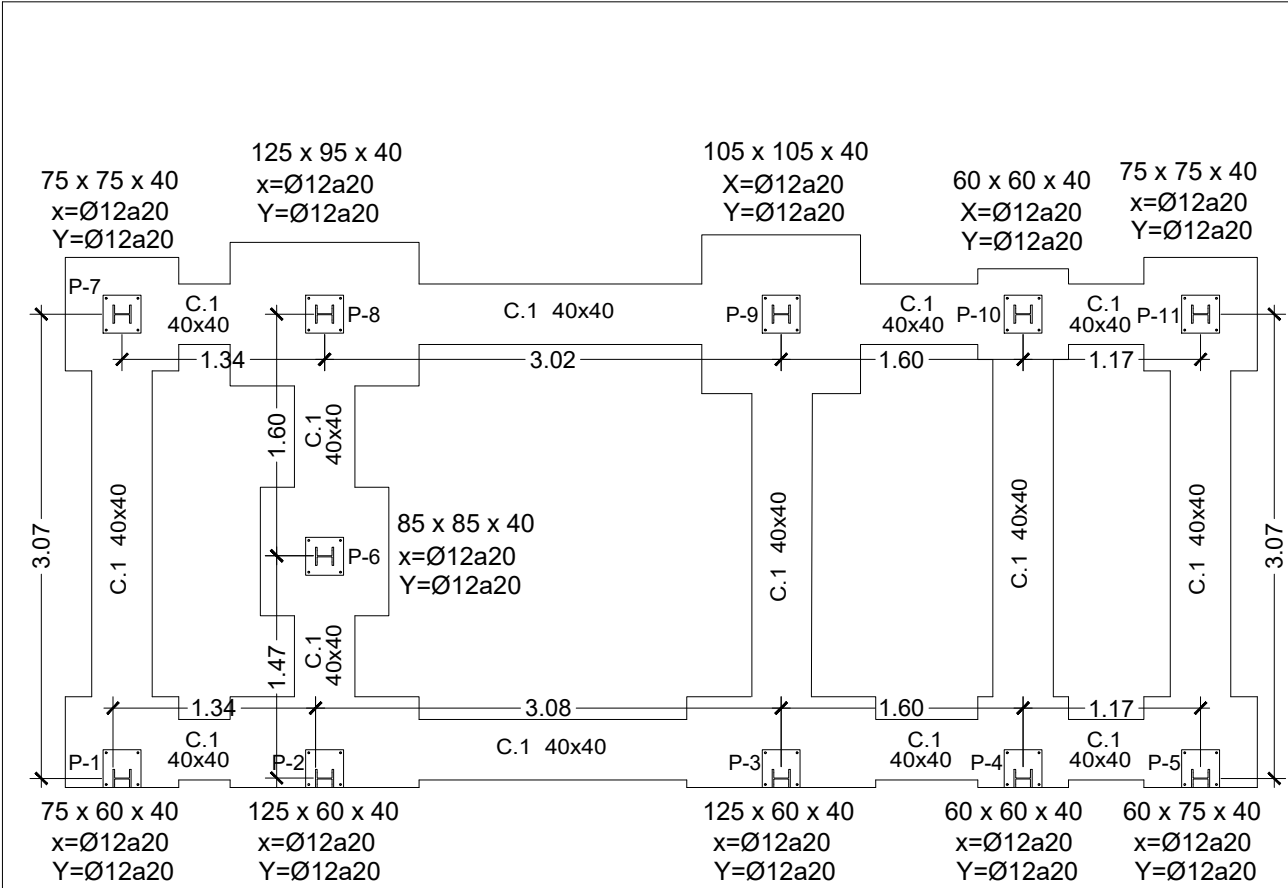 125 x 95 x 40
x=Ø12a20
Y=Ø12a20
105 x 105 x 40
X=Ø12a20
Y=Ø12a20
75 x 75 x 40
x=Ø12a20
Y=Ø12a20
60 x 60 x 40
X=Ø12a20
Y=Ø12a20
75 x 75 x 40
x=Ø12a20
Y=Ø12a20
P-7
C.1
40x40
P-8
C.1 40x40
P-9
C.1
40x40
P-10
C.1
40x40
P-11
1.34
3.02
1.60
1.17
1.60
C.1
40x40
3.07
C.1 40x40
85 x 85 x 40
x=Ø12a20
Y=Ø12a20
P-6
C.1 40x40
C.1 40x40
C.1 40x40
3.07
1.47
C.1
40x40
1.34
3.08
1.60
1.17
P-1
C.1
40x40
P-2
C.1 40x40
P-3
C.1
40x40
P-4
C.1
40x40
P-5
75 x 60 x 40
x=Ø12a20
Y=Ø12a20
125 x 60 x 40
x=Ø12a20
Y=Ø12a20
125 x 60 x 40
x=Ø12a20
Y=Ø12a20
60 x 60 x 40
x=Ø12a20
Y=Ø12a20
60 x 75 x 40
x=Ø12a20
Y=Ø12a20